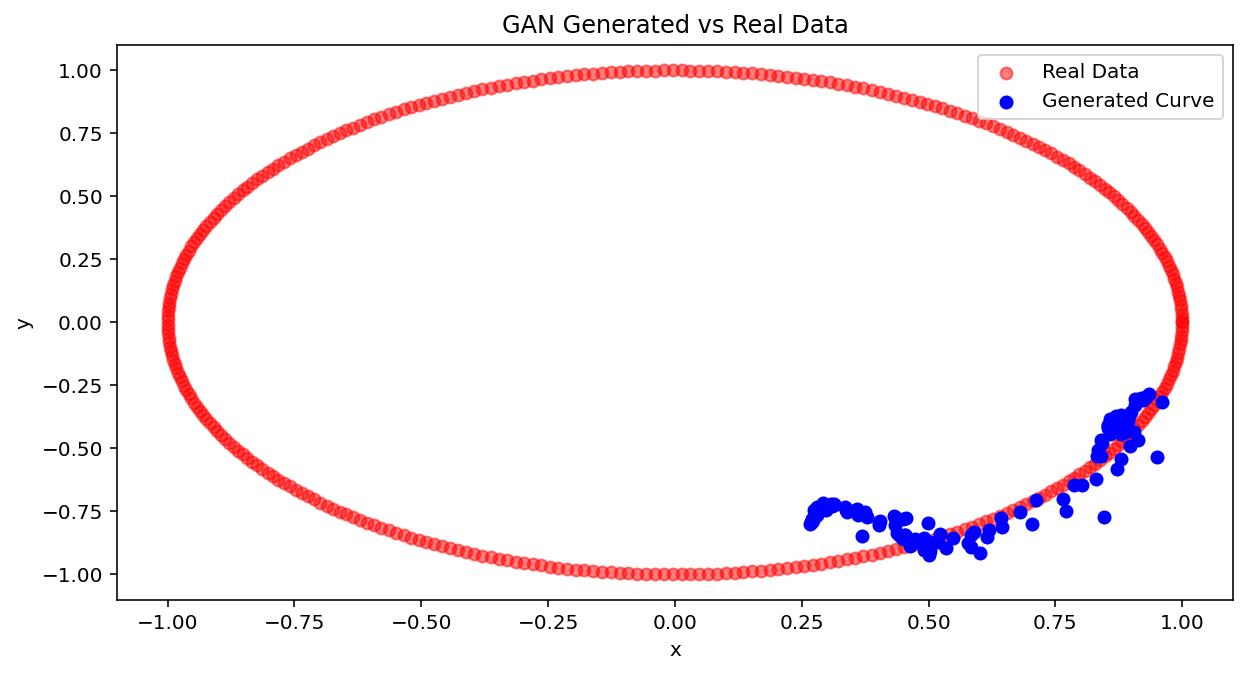 GAN Generated vs Real Data
Real Data
Generated Curve
1.00
0.75
0.50
0.25
0.00
−0.25
−0.50
−0.75
−1.00
y
−1.00 −0.75 −0.50 −0.25 0.00 0.25 0.50 0.75 1.00
x